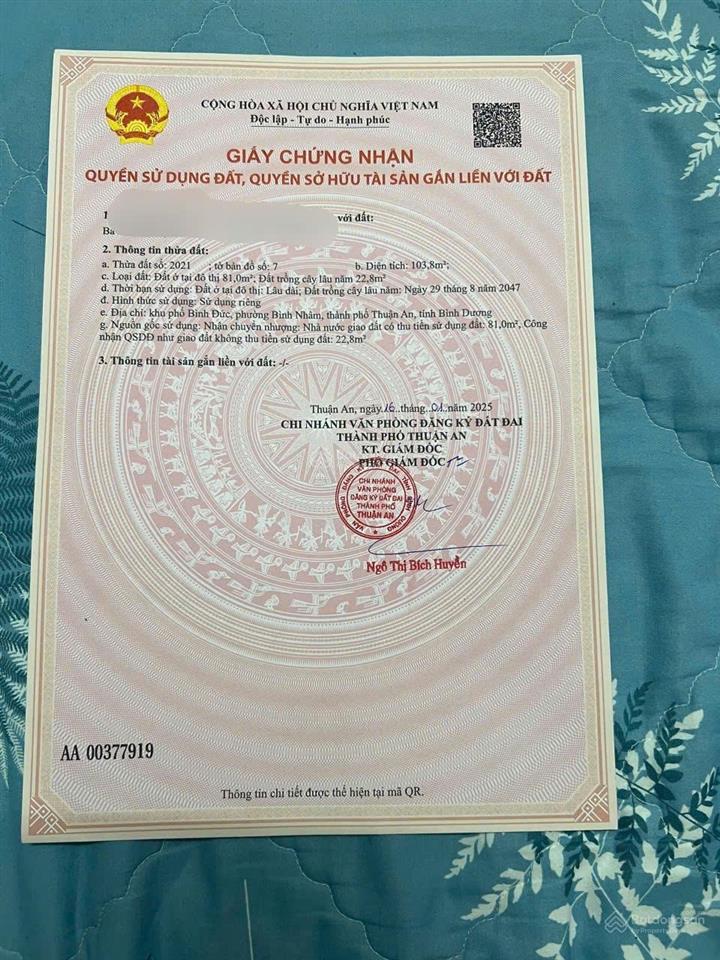 CỘNG HÒA XÃ HỘI CHỦ NGHĨA VIỆT NAM
Độc lập - Tự do - Hạnh phúc
GIẤY CHỨNG NHẬN
QUYỀN SỬ DỤNG ĐẤT, QUYỀN SỞ HỮU TÀI SẢN GẮN LIỀN VỚI ĐẤT
1 với đất:
Ba
2. Thông tin thửa đất:
a. Thửa đất số: 2021 ; tờ bản đồ số: 7 b. Diện tích: 103,8m²;
c. Loại đất: Đất ở tại đô thị 81,0m²; Đất trồng cây lâu năm 22,8m²
d. Thời hạn sử dụng: Đất ở tại đô thị: Lâu dài; Đất trồng cây lâu năm: Ngày 29 tháng 8 năm 2047
đ. Hình thức sử dụng: Sử dụng riêng
e. Địa chỉ: khu phố Bình Đức, phường Bình Nhâm, thành phố Thuận An, tỉnh Bình Dương
g. Nguồn gốc sử dụng: Nhận chuyển nhượng: Nhà nước giao đất có thu tiền sử dụng đất: 81,0m², Công
nhận QSDĐ như giao đất không thu tiền sử dụng đất: 22,8m²
3. Thông tin tài sản gắn liền với đất: -/-
Thuận An, ngày.16..tháng..01..năm 2025
CHI NHÁNH VĂN PHÒNG ĐĂNG KÝ ĐẤT ĐAI
THÀNH PHỐ THUẬN AN
KT. GIÁM ĐỐC
PHÓ GIÁM ĐỐC
CHI NHÁNH
VĂN PHÒNG
ĐĂNG KÝ ĐẤT ĐAI
THÀNH PHỐ
THUẬN AN
Ngô Thị Bích Huyền
AA 00377919
Thông tin chi tiết được thể hiện tại mã QR.
Batdongsan
by PropertyGuru